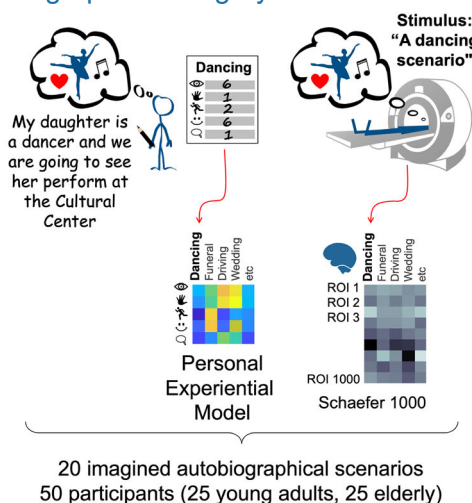 Stimulus:
"A dancing
scenario"
Dancing
6
1
2
6
1
My daughter is
a dancer and we
are going to see
her perform at
the Cultural
Center
Dancing
Funeral
Driving
Wedding
etc
Personal
Experiential
Model
Dancing
Funeral
Driving
Wedding
etc
ROI 1
ROI 2
ROI 3
ROI 1000
Schaefer 1000
20 imagined autobiographical scenarios
50 participants (25 young adults, 25 elderly)